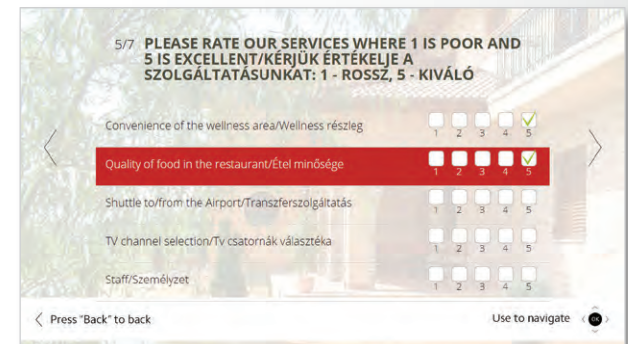 5/7 PLEASE RATE OUR SERVICES WHERE 1 IS POOR AND
5 IS EXCELLENT/KÉRJÜK ÉRTÉKELJE A
SZOLGÁLTATÁSUNKAT: 1 - ROSSZ, 5 - KIVÁLÓ
Convenience of the wellness area/Wellness részleg
1 2 3 4 5
Quality of food in the restaurant/Étel minősége
1 2 3 4 5
Shuttle to/from the Airport/Transzferszolgáltatás
1 2 3 4 5
TV channel selection/Tv csatornák választéka
1 2 3 4 5
Staff/Személyzet
1 2 3 4 5
Press "Back" to back
Use to navigate
OK